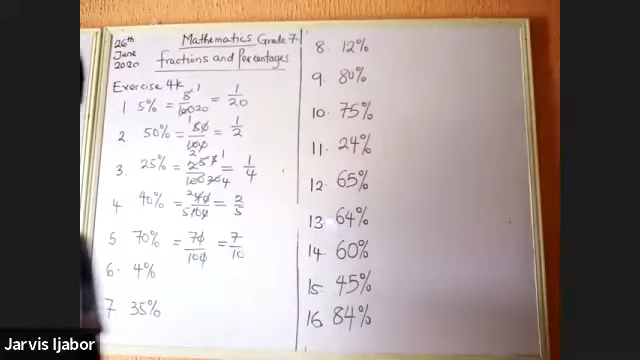 26th June 2020
Mathematics Grade 7
fractions and Percentages
Exercise 4K
1 5% = 5/100 20 = 1/20
2. 50% = 50/100 = 1/2
3. 25% = 25/100 = 1/4
4 40% = 40/100 = 2/5
5 70% = 70/100 = 7/10
6. 4%
7 35%
8. 12%
9. 80%
10. 75%
11. 24%
12. 65%
13. 64%
14. 60%
15. 45%
16. 84%
Jarvis Ijabor